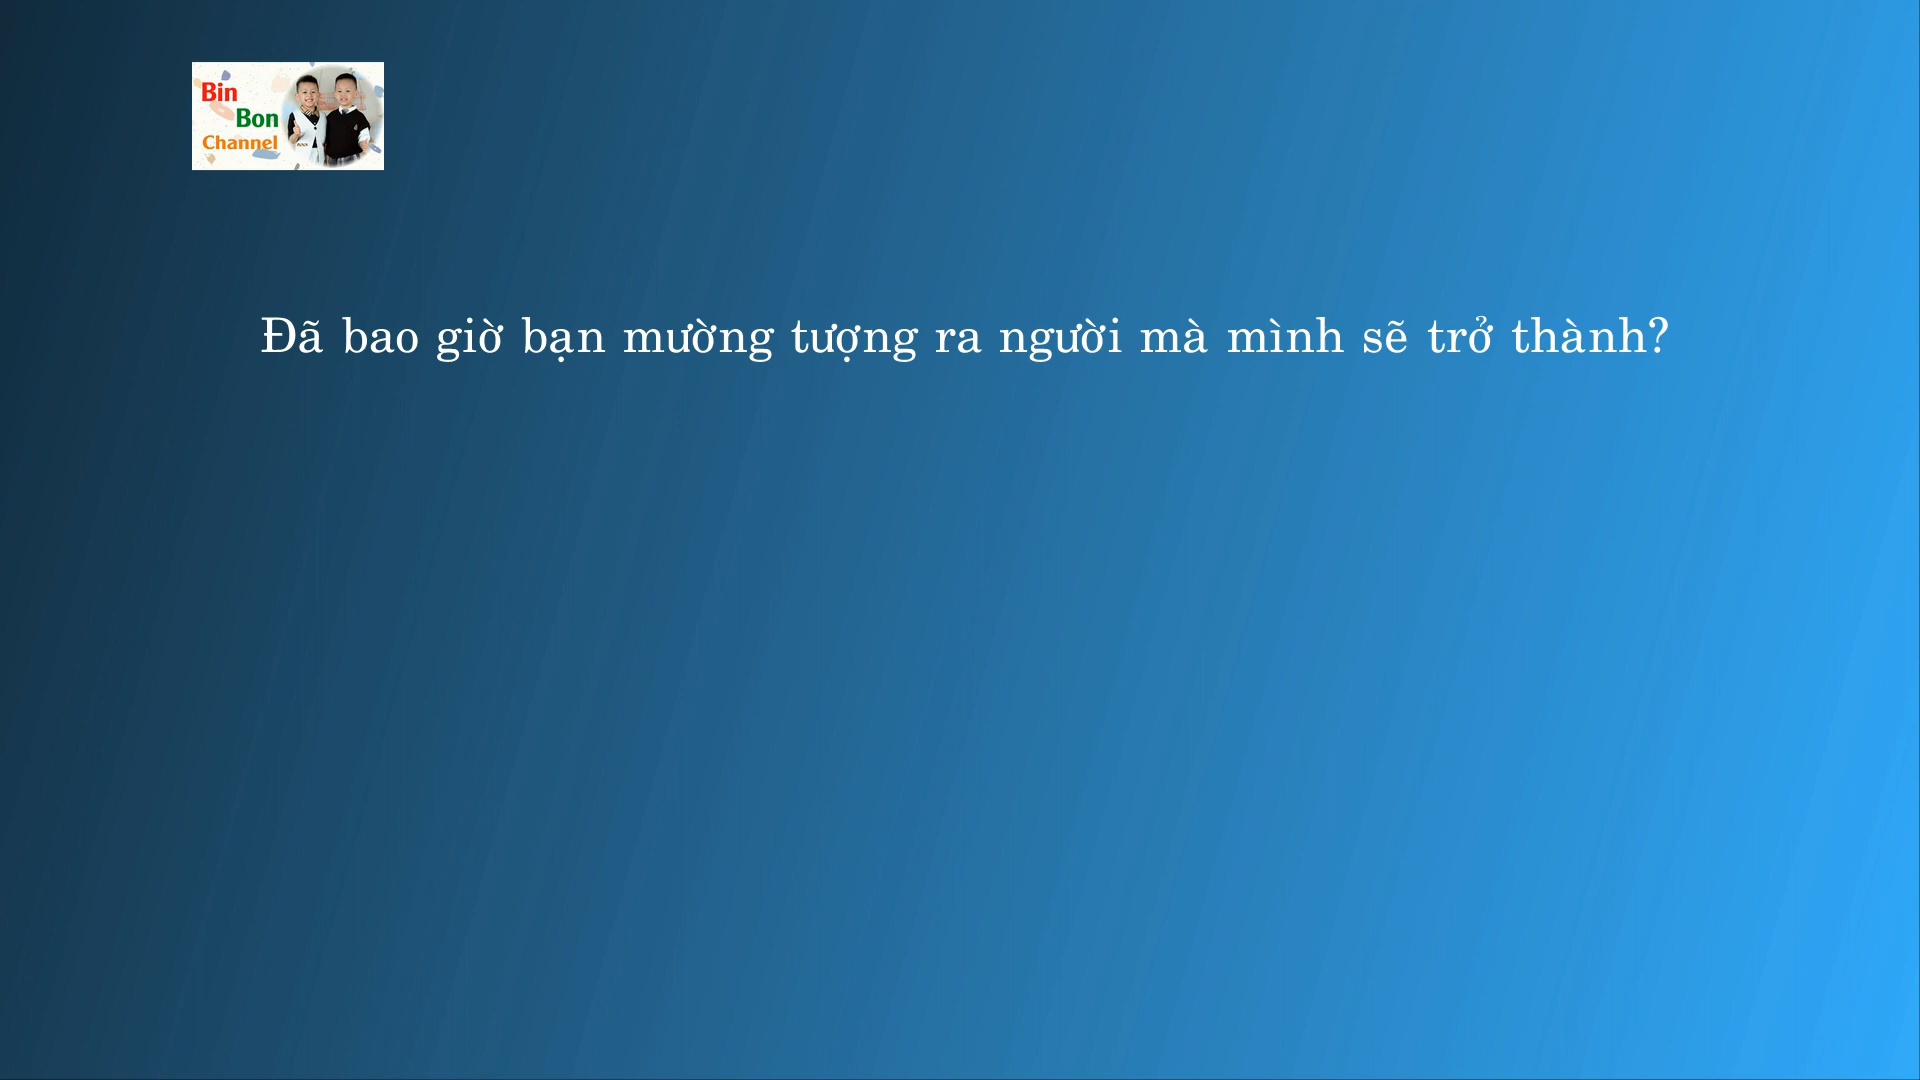 Bin
Bon
Channel
Đã bao giờ bạn mường tượng ra người mà mình sẽ trở thành?